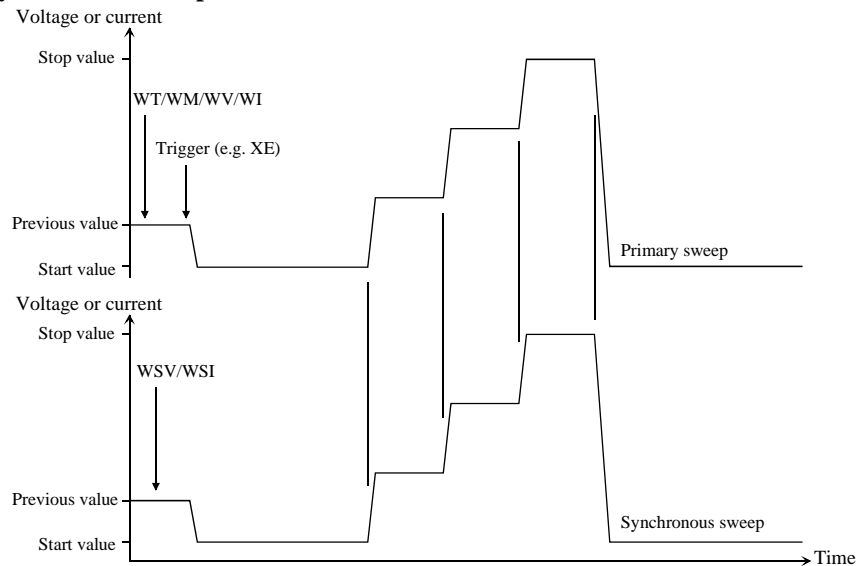 Voltage or current
Stop value
WT/WM/WV/WI
Trigger (e.g. XE)
Previous value
Primary sweep
Start value
Voltage or current
Stop value
WSV/WSI
Previous value
Synchronous sweep
Start value
Time